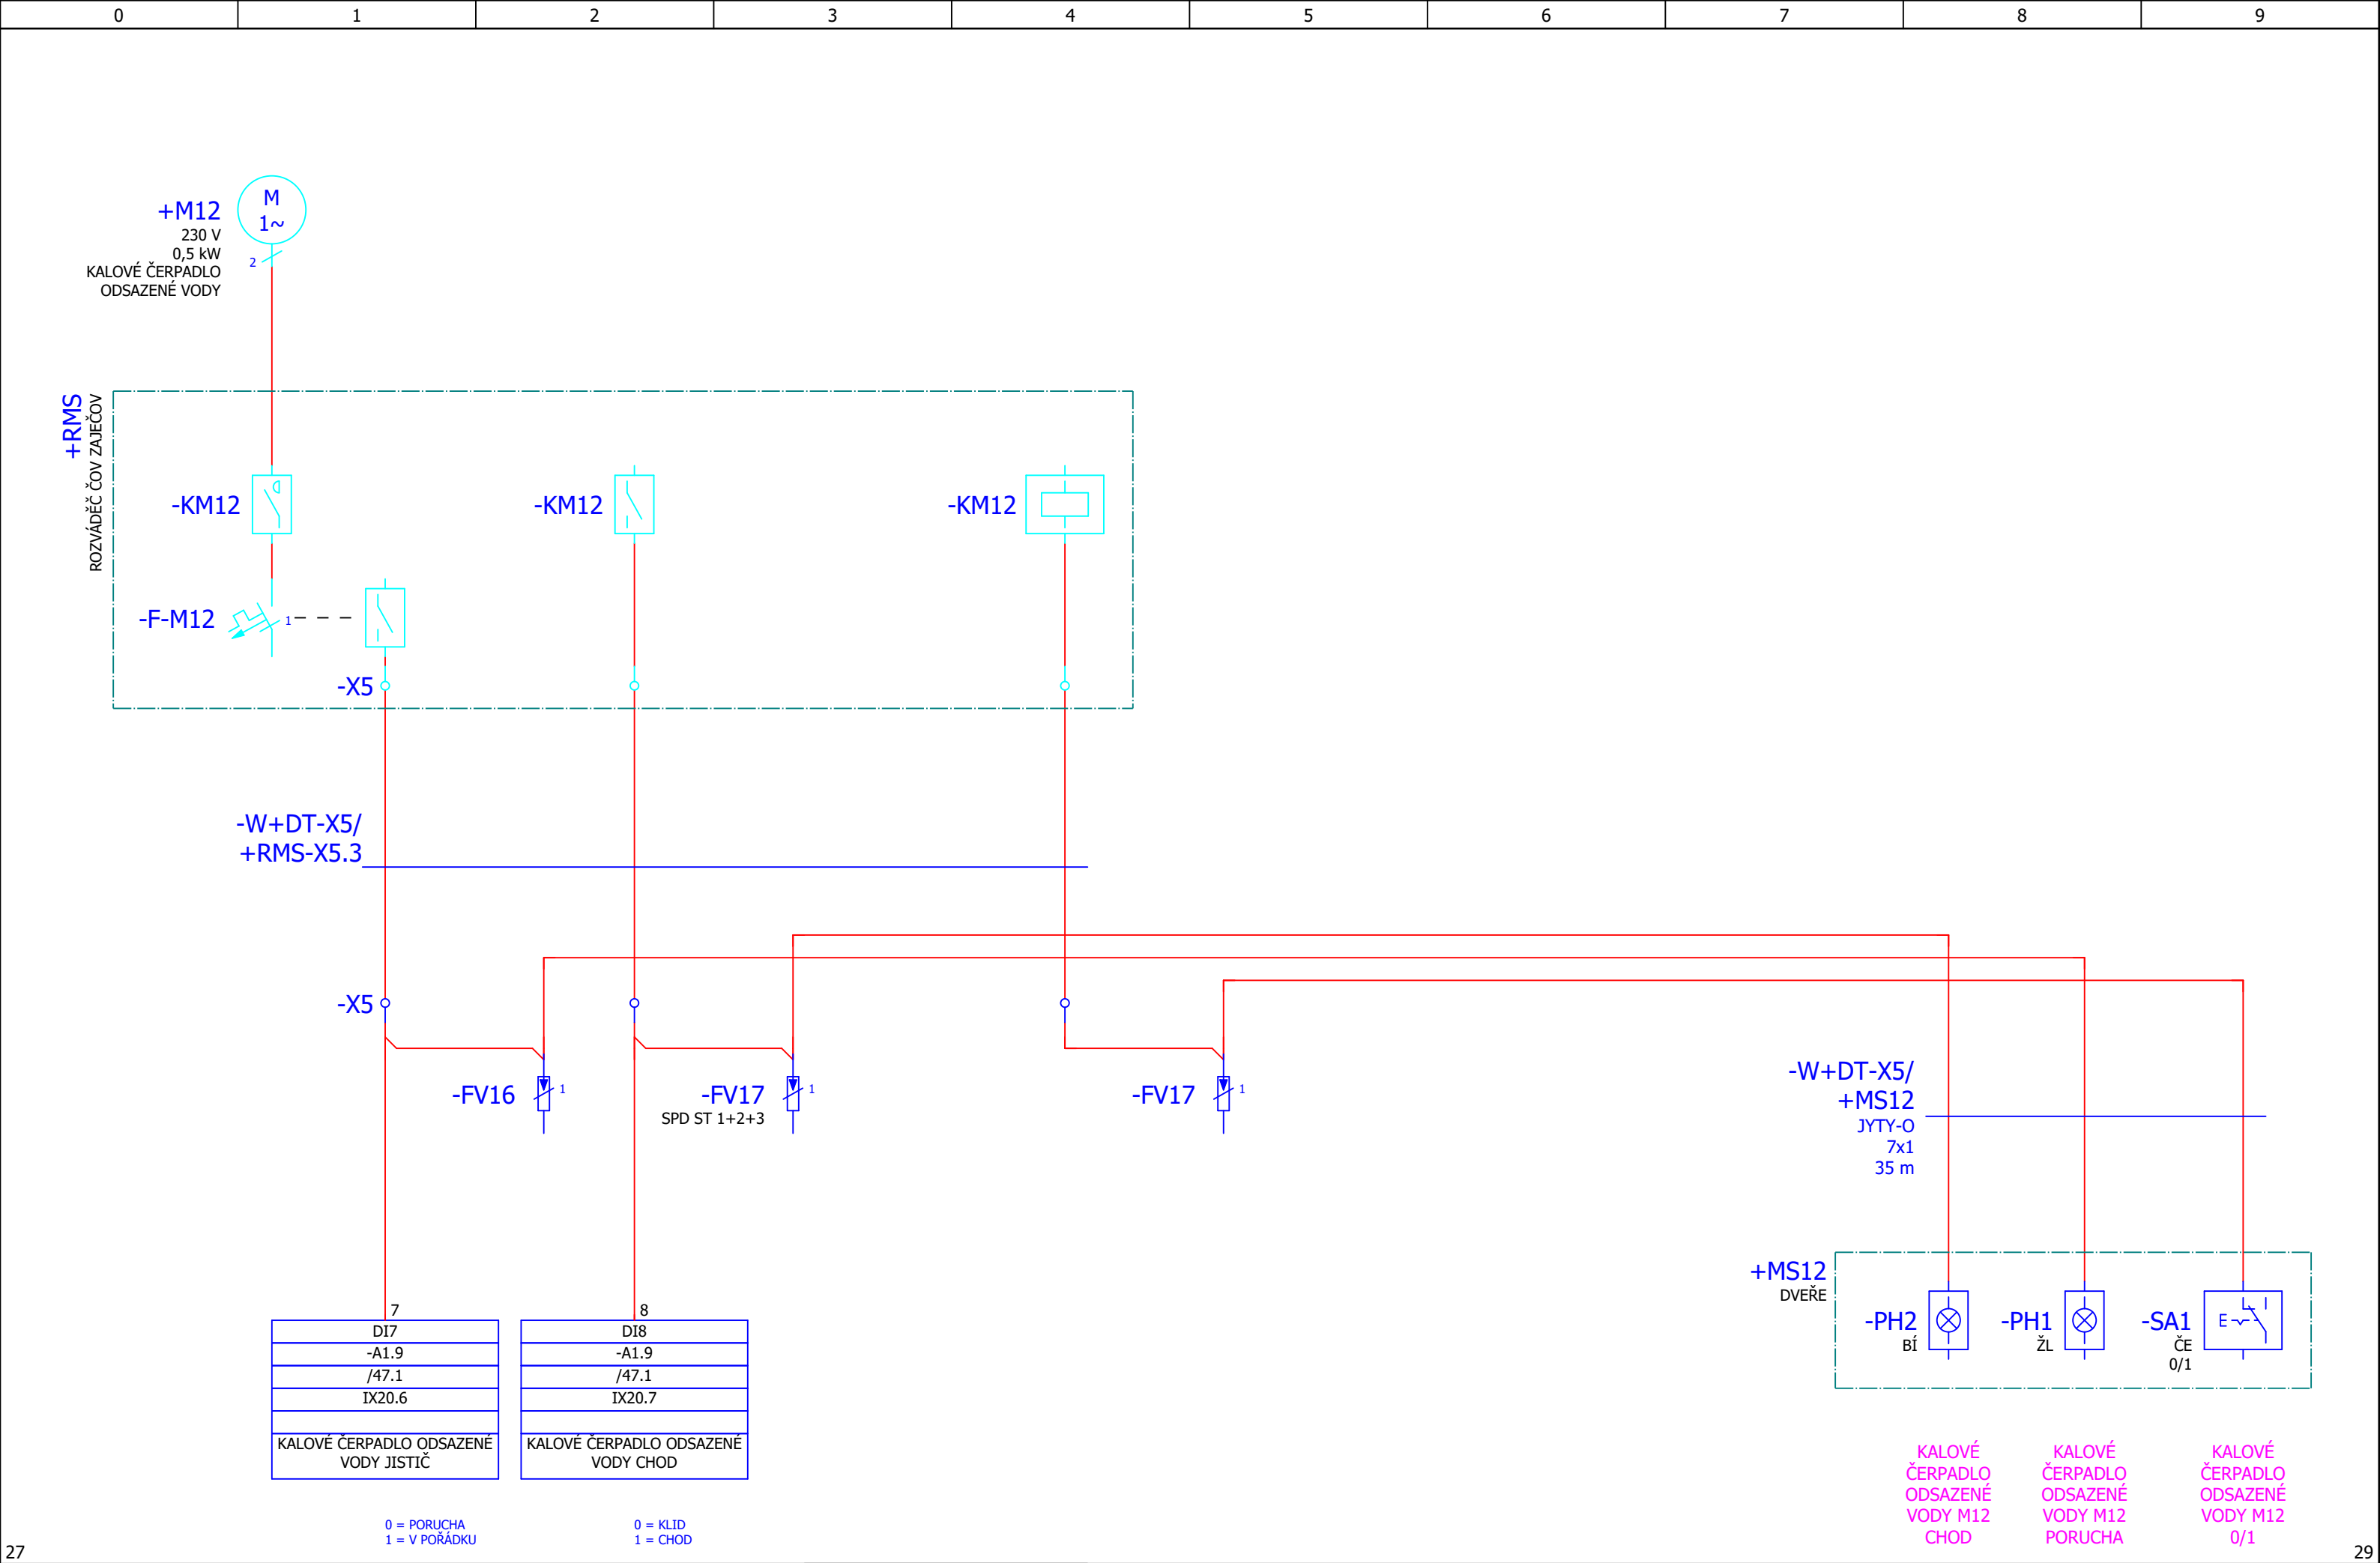 0 1 2 3 4 5 6 7 8 9
M
1~
+M12
230 V
0,5 kW
KALOVÉ ČERPADLO
ODSAZENÉ VODY
2
+RMS
ROZVÁDĚČ ČOV ZAJEČOV
-KM12
-KM12
-KM12
-F-M12
1
-X5
-W+DT-X5/
+RMS-X5.3
-X5
-FV16
1
-FV17
SPD ST 1+2+3
1
-FV17
1
-W+DT-X5/
+MS12
JYTY-O
7x1
35 m
+MS12
DVEŘE
-PH2
BÍ
-PH1
ŽL
-SA1
ČE
0/1
E
7
DI7
-A1.9
/47.1
IX20.6
KALOVÉ ČERPADLO ODSAZENÉ
VODY JISTIČ
0 = PORUCHA
1 = V POŘÁDKU
8
DI8
-A1.9
/47.1
IX20.7
KALOVÉ ČERPADLO ODSAZENÉ
VODY CHOD
0 = KLID
1 = CHOD
KALOVÉ
ČERPADLO
ODSAZENÉ
VODY M12
CHOD
KALOVÉ
ČERPADLO
ODSAZENÉ
VODY M12
PORUCHA
KALOVÉ
ČERPADLO
ODSAZENÉ
VODY M12
0/1
27
29